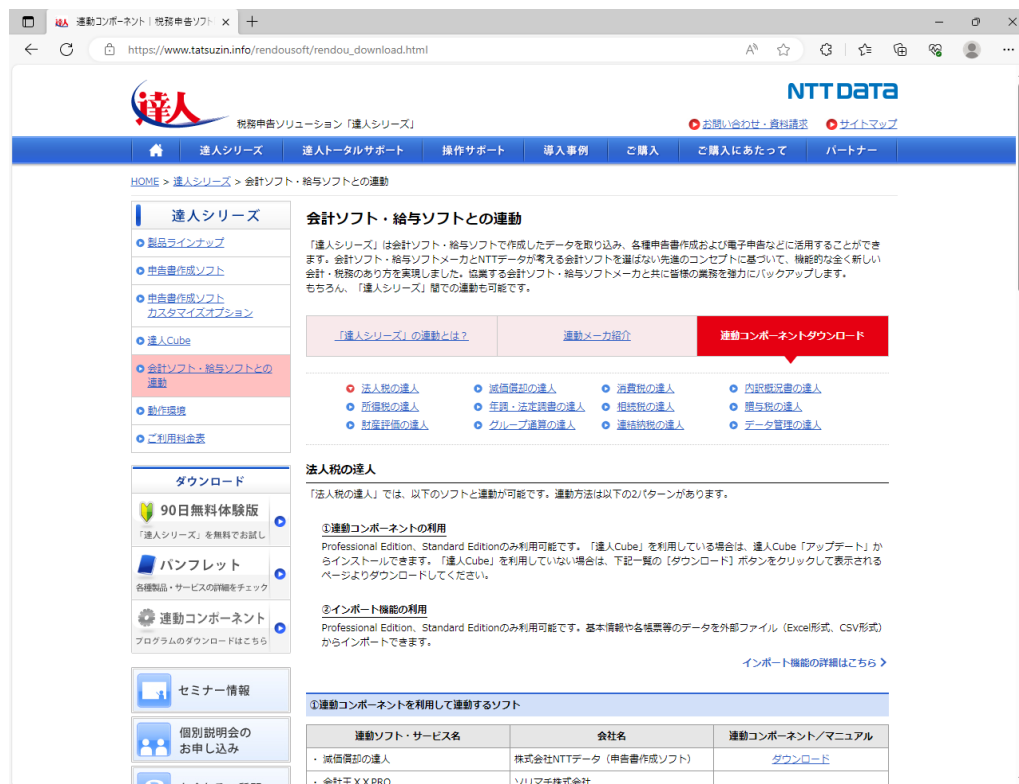 連動コンポーネント｜税務申告ソフト
https://www.tatsuzin.info/rendousoft/rendou_download.html
達人
税務申告ソリューション「達人シリーズ」
NTT DATA
お問い合わせ・資料請求
サイトマップ
達人シリーズ 達人トータルサポート 操作サポート 導入事例 ご購入 ご購入にあたって パートナー
HOME > 達人シリーズ > 会計ソフト・給与ソフトとの連動
達人シリーズ
製品ラインナップ
申告書作成ソフト
申告書作成ソフト
カスタマイズオプション
達人Cube
会計ソフト・給与ソフトとの
連動
動作環境
ご利用料金表
ダウンロード
90日無料体験版
「達人シリーズ」を無料でお試し
パンフレット
各種製品・サービスの詳細をチェック
連動コンポーネント
プログラムのダウンロードはこちら
セミナー情報
個別説明会の
お申し込み
会計ソフト・給与ソフトとの連動
「達人シリーズ」は会計ソフト・給与ソフトで作成したデータを取り込み、各種申告書作成および電子申告などに活用することができ
ます。会計ソフト・給与ソフトメーカとNTTデータが考える会計ソフトを選ばない先進のコンセプトに基づいて、機能的な全く新しい
会計・税務のあり方を実現しました。協業する会計ソフト・給与ソフトメーカと共に皆様の業務を強力にバックアップします。
もちろん、「達人シリーズ」間での連動も可能です。
「達人シリーズ」の連動とは？ 連動メーカ紹介 連動コンポーネントダウンロード
法人税の達人 減価償却の達人 消費税の達人 内訳概況書の達人
所得税の達人 年調・法定調書の達人 相続税の達人 贈与税の達人
財産評価の達人 グループ通算の達人 連結納税の達人 データ管理の達人
法人税の達人
「法人税の達人」では、以下のソフトと連動が可能です。連動方法は以下の2パターンがあります。
①連動コンポーネントの利用
Professional Edition、Standard Editionのみ利用可能です。「達人Cube」を利用している場合は、達人Cube「アップデート」か
らインストールできます。「達人Cube」を利用していない場合は、下記一覧の［ダウンロード］ボタンをクリックして表示される
ページよりダウンロードしてください。
②インポート機能の利用
Professional Edition、Standard Editionのみ利用可能です。基本情報や各帳票等のデータを外部ファイル（Excel形式、CSV形式）
からインポートできます。
インポート機能の詳細はこちら
①連動コンポーネントを利用して連動するソフト
連動ソフト・サービス名 会社名 連動コンポーネント／マニュアル
・ 減価償却の達人 株式会社NTTデータ（申告書作成ソフト） ダウンロード
・ 会計王XXPRO ソリマチ株式会社